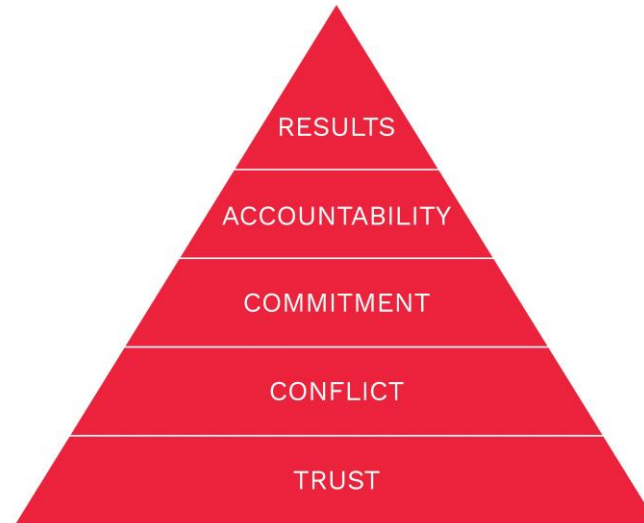 RESULTS
ACCOUNTABILITY
COMMITMENT
CONFLICT
TRUST